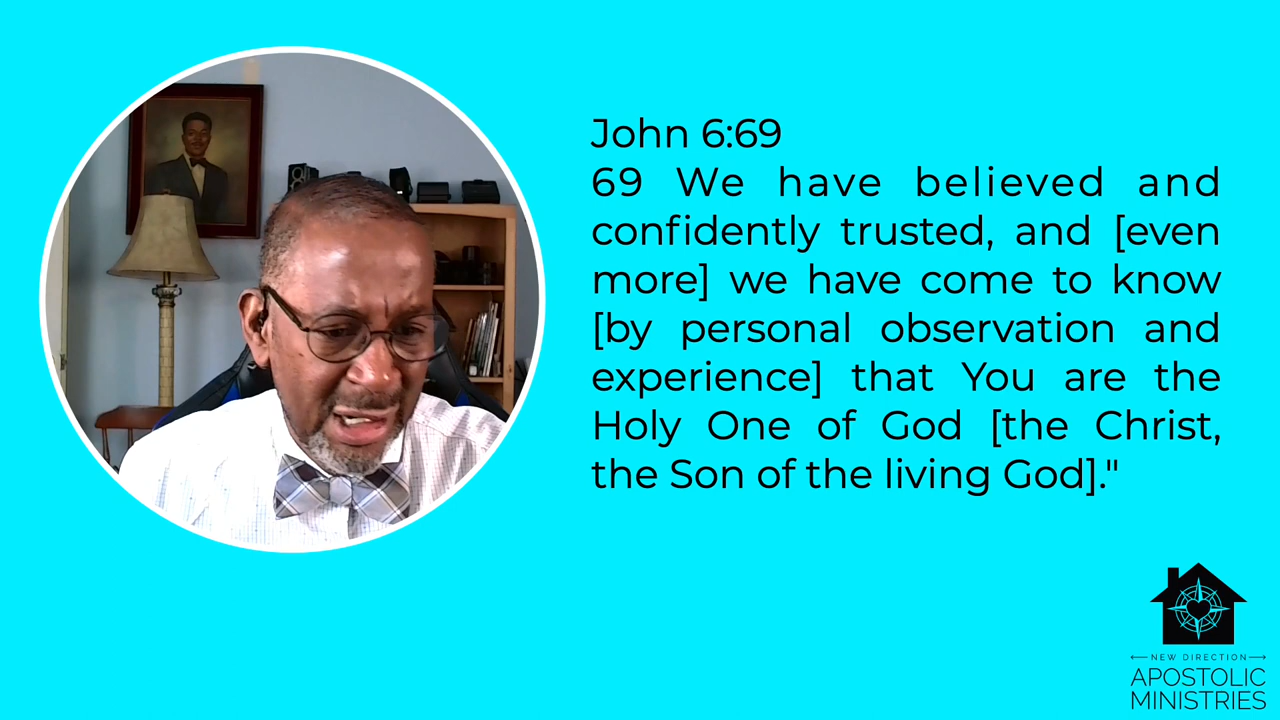 John 6:69
69 We have believed and
confidently trusted, and [even
more] we have come to know
[by personal observation and
experience] that You are the
Holy One of God [the Christ,
the Son of the living God]."
NEW DIRECTION
APOSTOLIC
MINISTRIES